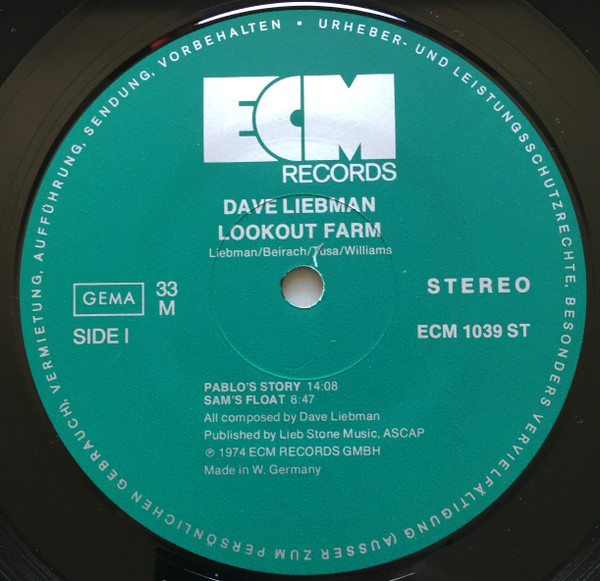 URHEBER- UND LEISTUNGSSCHUTZRECHTE, BESONDERS VERVIELFÄLTIGUNG (AUSSER ZUM PERSÖNLICHEN GEBRAUCH), VERMIETUNG, AUFFÜHRUNG, SENDUNG, VORBEHALTEN •
ECM
RECORDS
DAVE LIEBMAN
LOOKOUT FARM
Liebman/Beirach/Tusa/Williams
GEMA
33
M
SIDE I
STEREO
ECM 1039 ST
PABLO'S STORY 14:08
SAM'S FLOAT 8:47
All composed by Dave Liebman
Published by Lieb Stone Music, ASCAP
℗ 1974 ECM RECORDS GMBH
Made in W. Germany